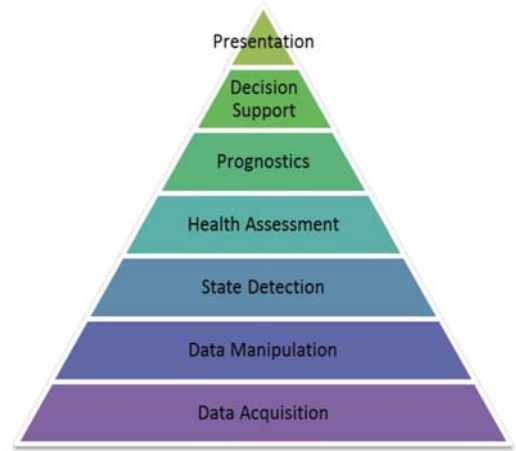 Presentation
Decision
Support
Prognostics
Health Assessment
State Detection
Data Manipulation
Data Acquisition